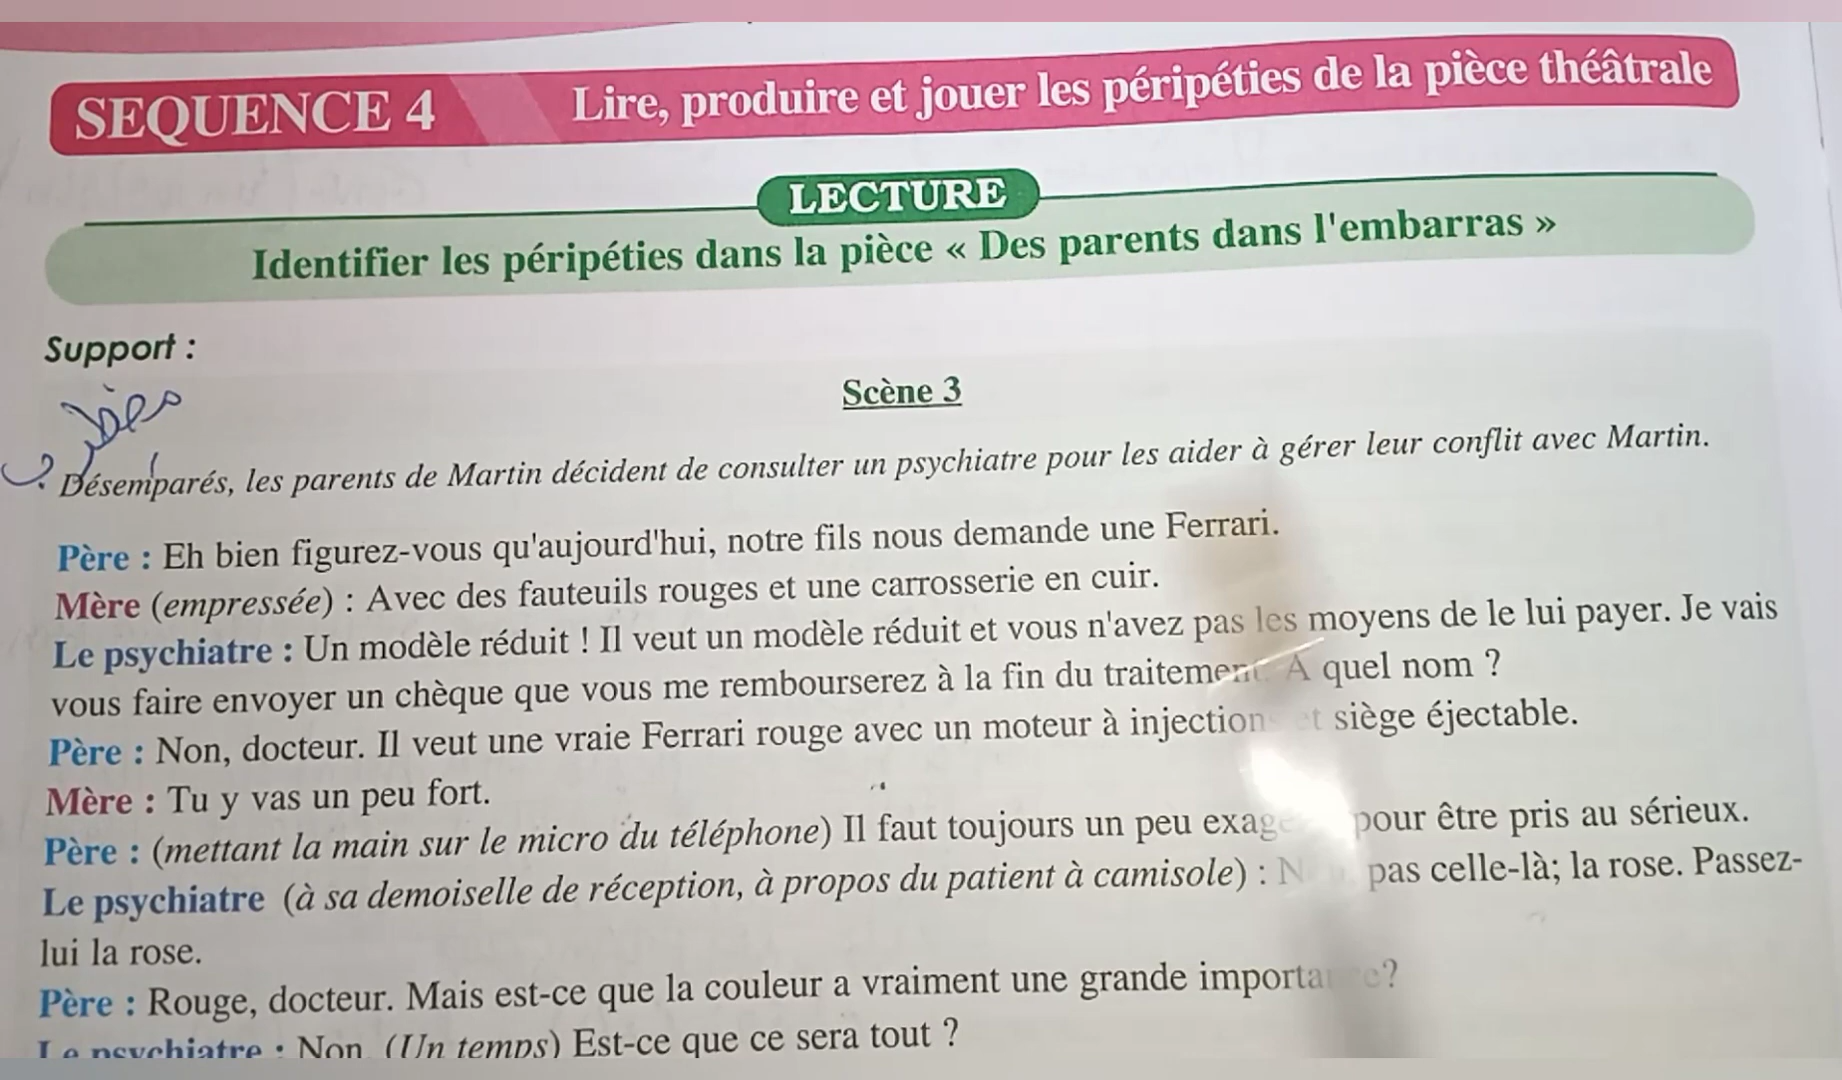 SEQUENCE 4 Lire, produire et jouer les péripéties de la pièce théâtrale
LECTURE
Identifier les péripéties dans la pièce « Des parents dans l'embarras »
Support :
Scène 3
Désemparés, les parents de Martin décident de consulter un psychiatre pour les aider à gérer leur conflit avec Martin.
Père : Eh bien figurez-vous qu'aujourd'hui, notre fils nous demande une Ferrari.
Mère (empressée) : Avec des fauteuils rouges et une carrosserie en cuir.
Le psychiatre : Un modèle réduit ! Il veut un modèle réduit et vous n'avez pas les moyens de le lui payer. Je vais
vous faire envoyer un chèque que vous me rembourserez à la fin du traitement. A quel nom ?
Père : Non, docteur. Il veut une vraie Ferrari rouge avec un moteur à injection et siège éjectable.
Mère : Tu y vas un peu fort.
Père : (mettant la main sur le micro du téléphone) Il faut toujours un peu pour être pris au sérieux.
Le psychiatre (à sa demoiselle de réception, à propos du patient à camisole) : pas celle-là; la rose. Passez-
lui la rose.
Père : Rouge, docteur. Mais est-ce que la couleur a vraiment une grande importance ?
Le psychiatre : Non. (Un temps) Est-ce que ce sera tout ?